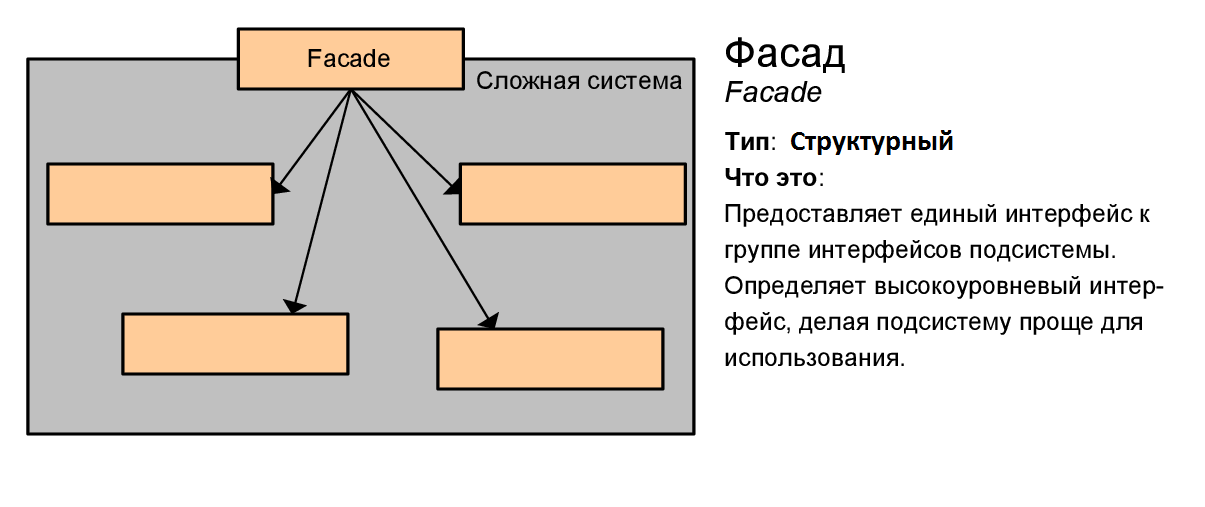 Facade
Сложная система
Фасад
Facade
Тип: Структурный
Что это:
Предоставляет единый интерфейс к
группе интерфейсов подсистемы.
Определяет высокоуровневый интер-
фейс, делая подсистему проще для
использования.